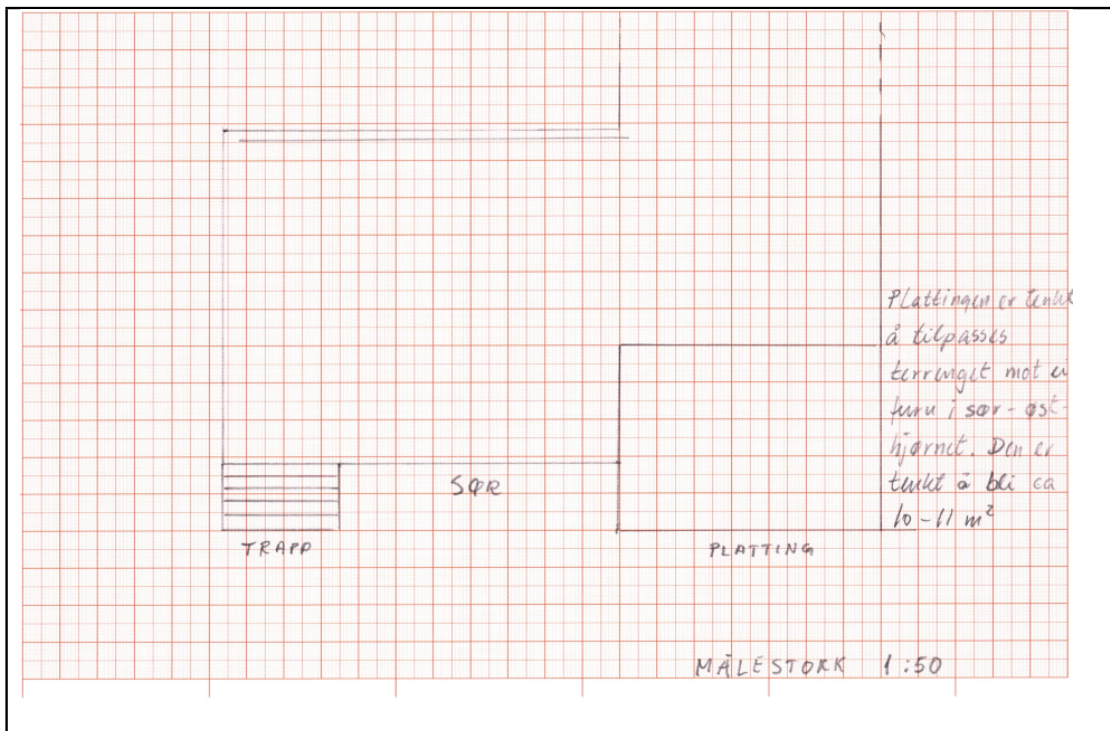 Plattingen er tenkt
å tilpasses
terrenget mot ei
furu i sør-øst-
hjørnet. Den er
tenkt å bli ca
10-11 m²
SØR
TRAPP
PLATTING
MÅLESTOKK 1:50